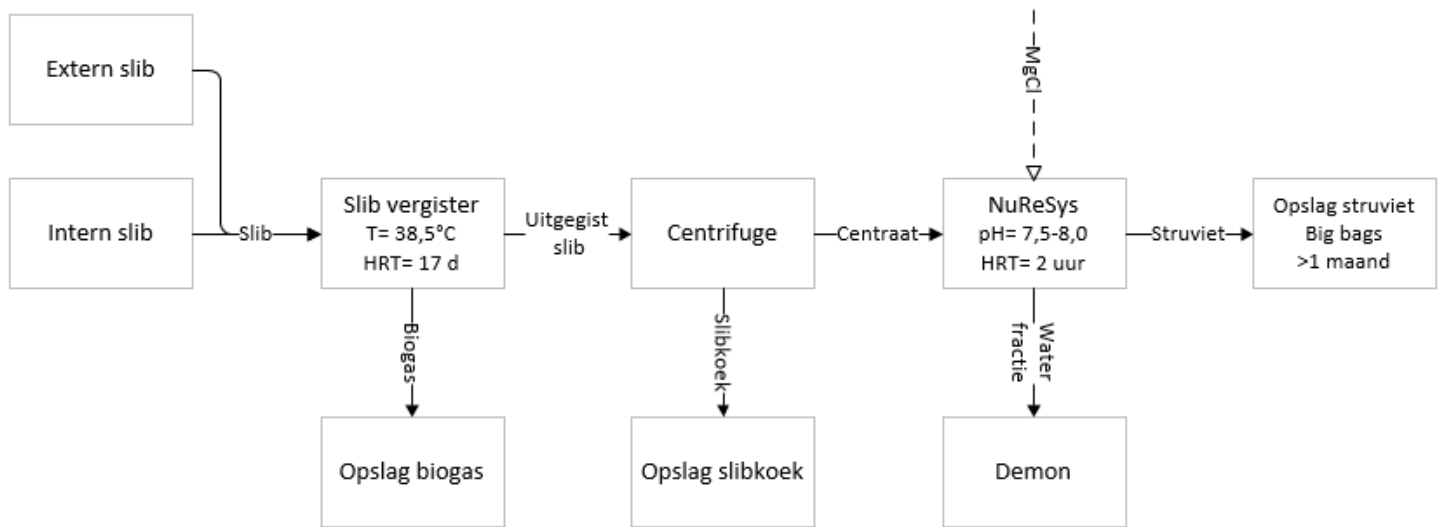 Extern slib
MgCl
Intern slib
Slib
Slib vergister
T= 38,5°C
HRT= 17 d
Uitgegist
slib
Centrifuge
Centraat
NuReSys
pH= 7,5-8,0
HRT= 2 uur
Struviet
Opslag struviet
Big bags
>1 maand
Biogas
Slibkoek
Water
fractie
Opslag biogas
Opslag slibkoek
Demon